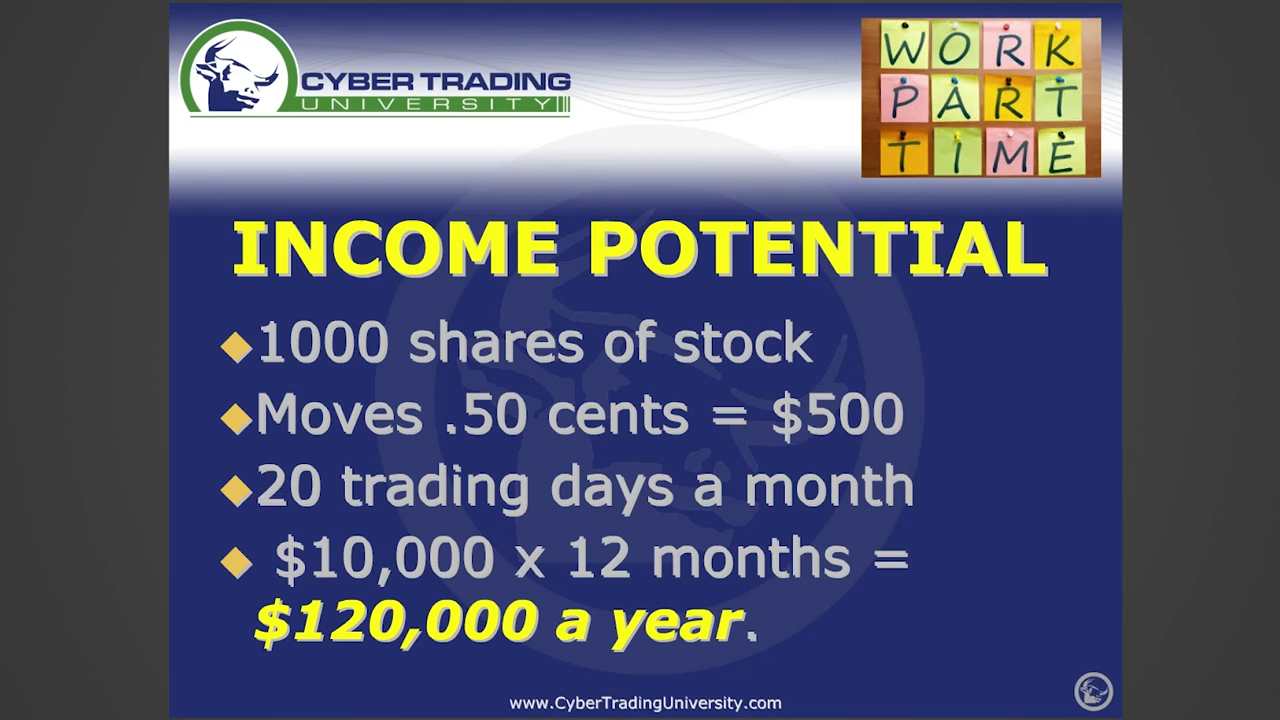 CYBER TRADING
UNIVERSITY
WORK
PART
TIME
INCOME POTENTIAL
1000 shares of stock
Moves .50 cents = $500
20 trading days a month
$10,000 x 12 months =
$120,000 a year.
www.CyberTradingUniversity.com